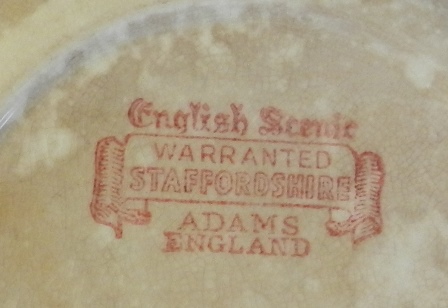 English Scenic
WARRANTED
STAFFORDSHIRE
ADAMS
ENGLAND